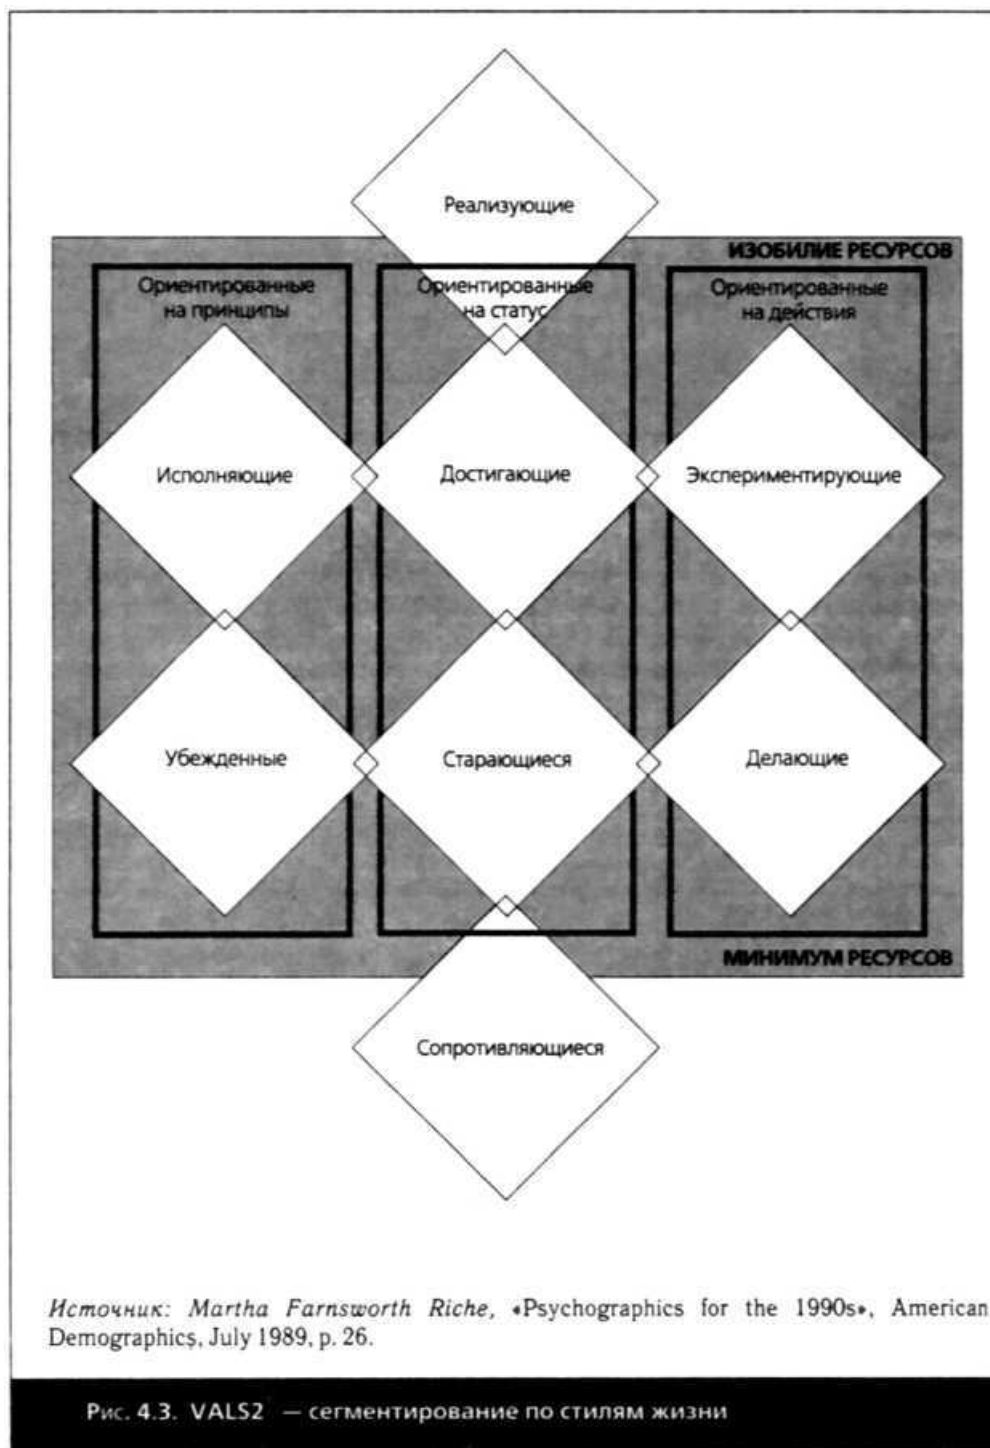 Реализующие
ИЗОБИЛИЕ РЕСУРСОВ
Ориентированные
на принципы
Ориентированные
на статус
Ориентированные
на действия
Исполняющие
Достигающие
Экспериментирующие
Убежденные
Старающиеся
Делающие
МИНИМУМ РЕСУРСОВ
Сопротивляющиеся
Источник: Martha Farnsworth Riche, «Psychographics for the 1990s», American
Demographics, July 1989, p. 26.
Рис. 4.3. VALS2 — сегментирование по стилям жизни